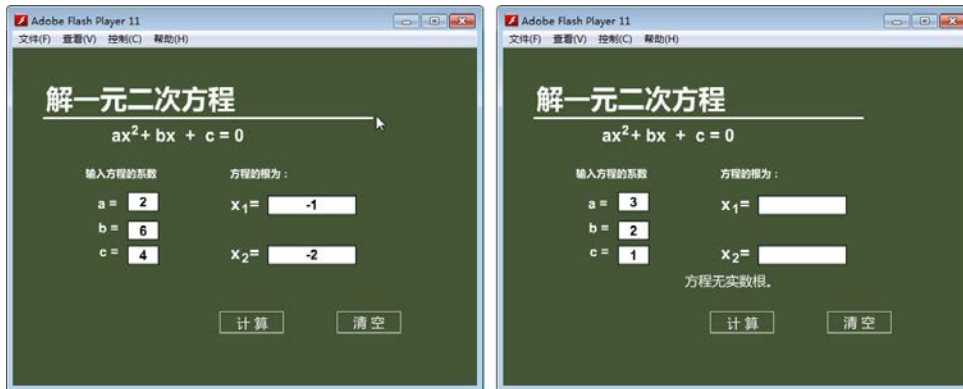 Adobe Flash Player 11
文件(F) 查看(V) 控制(C) 帮助(H)
解一元二次方程
ax²+ bx + c = 0
输入方程的系数 方程的根为：
a = 2 x₁= -1
b = 6
c = 4 x₂= -2
计 算 清 空
Adobe Flash Player 11
文件(F) 查看(V) 控制(C) 帮助(H)
解一元二次方程
ax²+ bx + c = 0
输入方程的系数 方程的根为：
a = 3 x₁=
b = 2
c = 1 x₂=
方程无实数根。
计 算 清 空